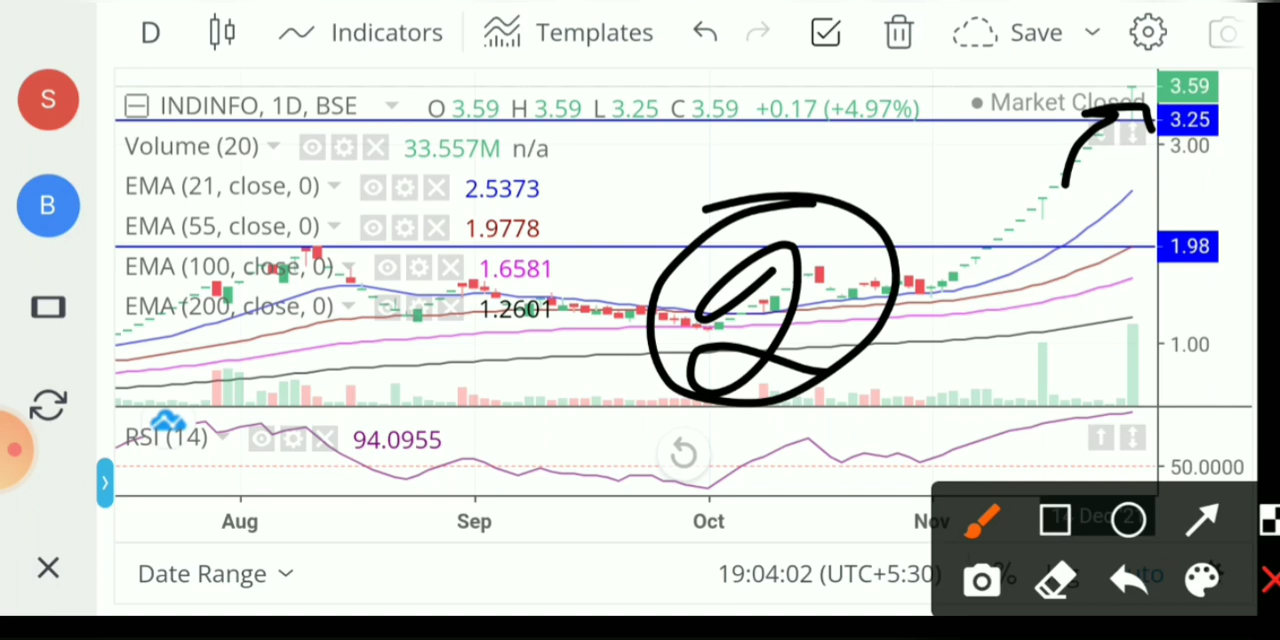 D Indicators Templates Save
S
INDINFO, 1D, BSE O 3.59 H 3.59 L 3.25 C 3.59 +0.17 (+4.97%) Market Closed 3.59
3.25
Volume (20) 33.557M n/a 3.00
EMA (21, close, 0) 2.5373
B
EMA (55, close, 0) 1.9778
1.98
EMA (100, close, 0) 1.6581
EMA (200, close, 0) 1.2601
2
1.00
RSI (14) 94.0955
50.0000
Aug Sep Oct Nov 14 Dec '21
Date Range 19:04:02 (UTC+5:30) %